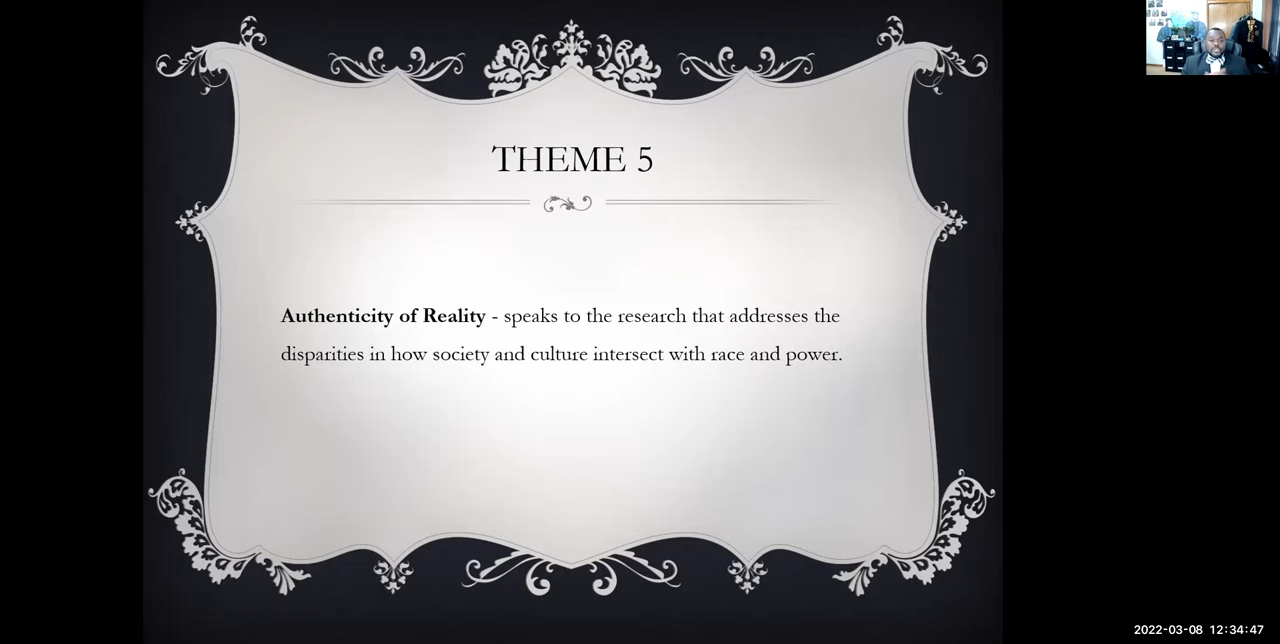 THEME 5
Authenticity of Reality - speaks to the research that addresses the
disparities in how society and culture intersect with race and power.
2022-03-08 12:34:47